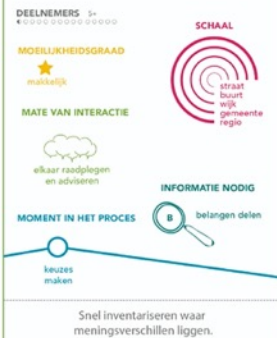 DEELNEMERS 5+
SCHAAL
MOEILIJKHEIDSGRAAD
makkelijk
straat
buurt
wijk
gemeente
regio
MATE VAN INTERACTIE
elkaar raadplegen
en adviseren
INFORMATIE NODIG
B
belangen delen
MOMENT IN HET PROCES
keuzes
maken
Snel inventariseren waar
meningsverschillen liggen.